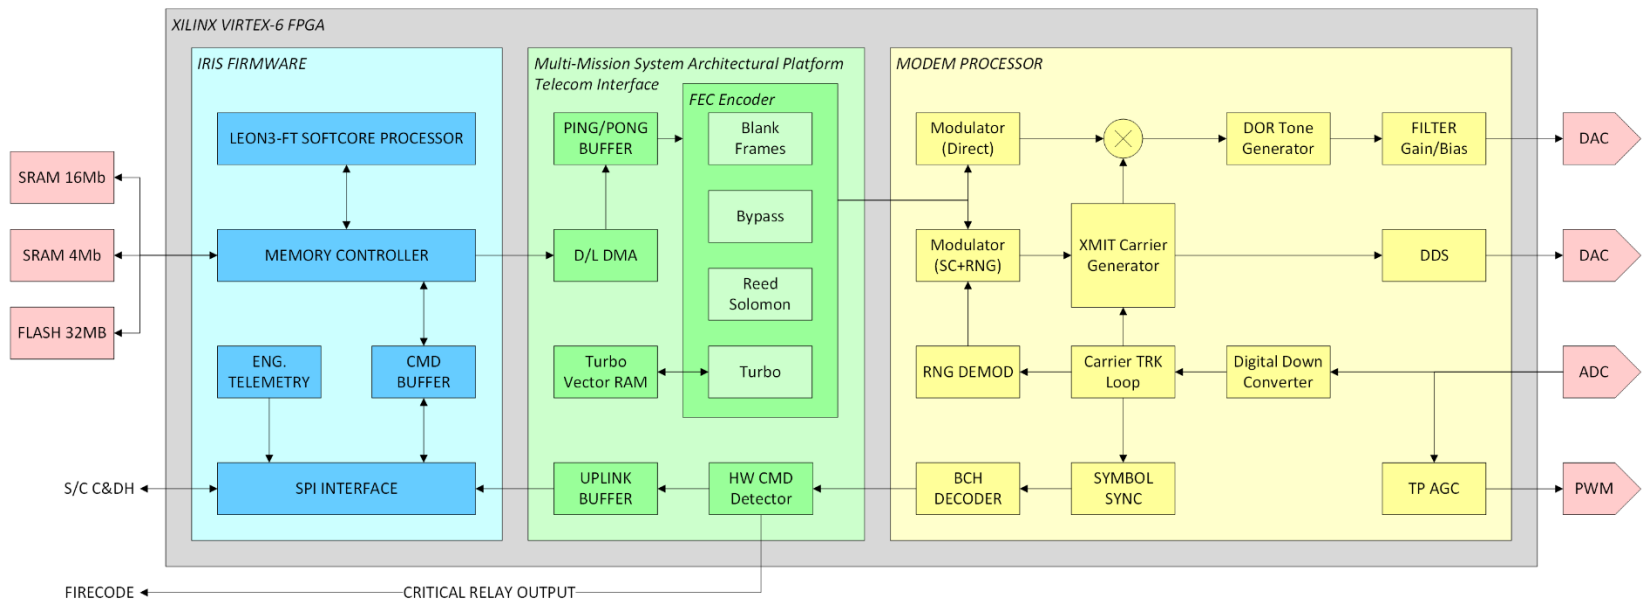 XILINX VIRTEX-6 FPGA
IRIS FIRMWARE
LEON3-FT SOFTCORE PROCESSOR
SRAM 16Mb
SRAM 4Mb
FLASH 32MB
MEMORY CONTROLLER
ENG.
TELEMETRY
CMD
BUFFER
S/C C&DH
SPI INTERFACE
Multi-Mission System Architectural Platform
Telecom Interface
FEC Encoder
PING/PONG
BUFFER
Blank
Frames
Bypass
D/L DMA
Reed
Solomon
Turbo
Vector RAM
Turbo
UPLINK
BUFFER
HW CMD
Detector
MODEM PROCESSOR
Modulator
(Direct)
DOR Tone
Generator
FILTER
Gain/Bias
DAC
Modulator
(SC+RNG)
XMIT Carrier
Generator
DDS
DAC
RNG DEMOD
Carrier TRK
Loop
Digital Down
Converter
ADC
BCH
DECODER
SYMBOL
SYNC
TP AGC
PWM
FIRECODE
CRITICAL RELAY OUTPUT